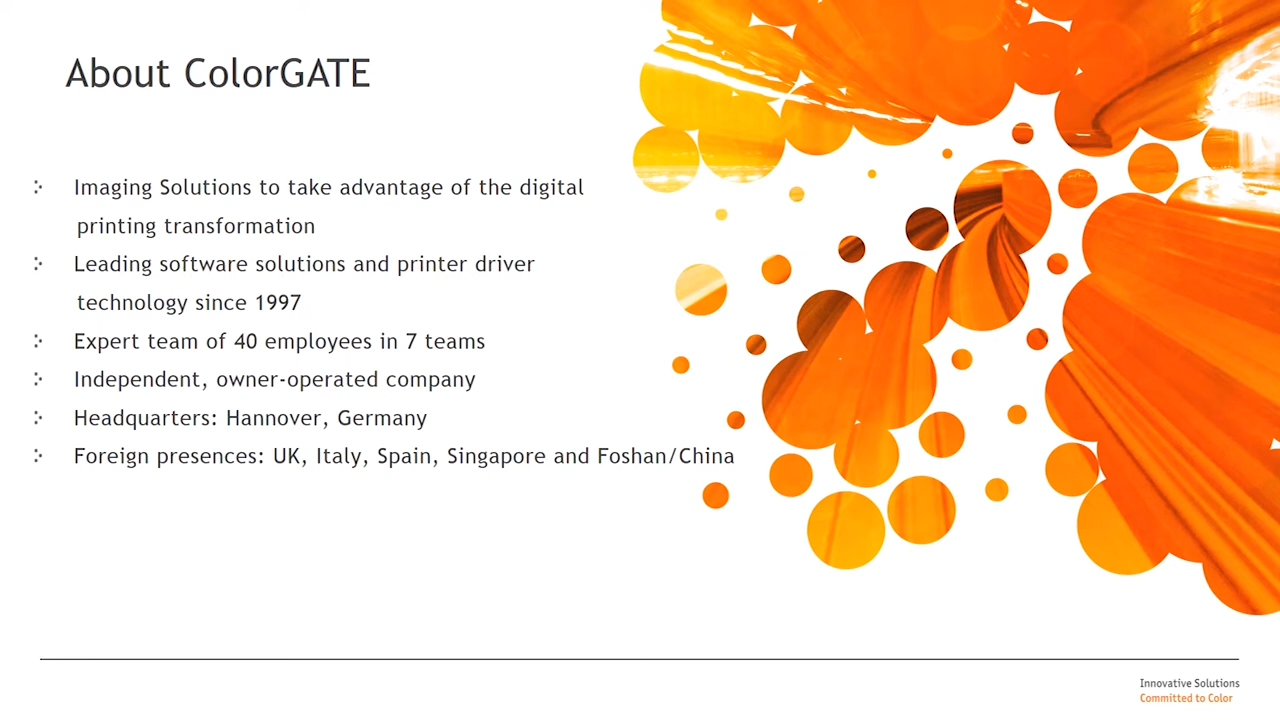 About ColorGATE
Imaging Solutions to take advantage of the digital
printing transformation
Leading software solutions and printer driver
technology since 1997
Expert team of 40 employees in 7 teams
Independent, owner-operated company
Headquarters: Hannover, Germany
Foreign presences: UK, Italy, Spain, Singapore and Foshan/China
Innovative Solutions
Committed to Color